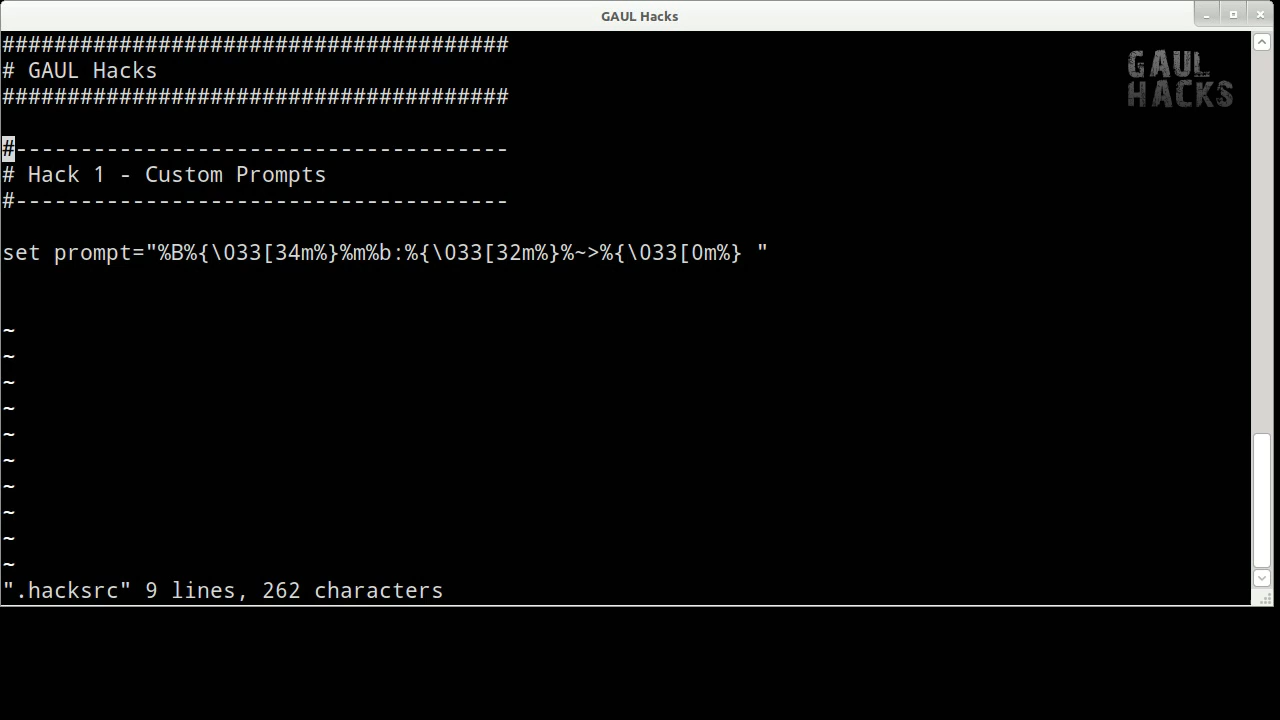 GAUL Hacks
#######################################
# GAUL Hacks
#######################################
GAUL
HACKS
#--------------------------------------
# Hack 1 - Custom Prompts
#--------------------------------------
set prompt="%B%{\033[34m%}%m%b:%{\033[32m%}%~>%{\033[0m%} "
~
~
~
~
~
~
~
~
~
~
".hacksrc" 9 lines, 262 characters